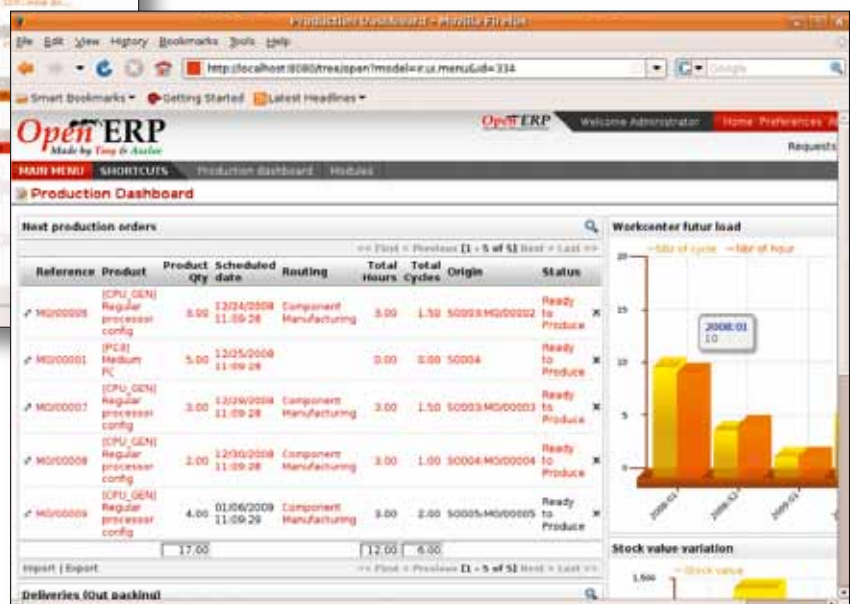 Production Dashboard - Mozilla Firefox
File Edit View History Bookmarks Tools Help
http://localhost:8080/tree/open?model=ir.ui.menu&id=334
Google
Smart Bookmarks Getting Started Latest Headlines
Open ERP
Made by Tiny & Axelor
Open ERP Welcome Administrator Home Preferences
Requests
MAIN MENU SHORTCUTS Production dashboard Modules
Production Dashboard
Next production orders
<< First < Previous [1 - 5 of 5] Next > Last >>
Reference Product Product Qty Scheduled date Routing Total Hours Total Cycles Origin Status
[CPU_GEN] Regular processor config 12/24/2008 11:09:28 Component Manufacturing 3.00 1.50 SO003:MO/00002 Ready to Produce
MO/00001 [PC3] Medium PC 5.00 12/25/2008 11:09:28 0.00 0.00 SO004 Ready to Produce
MO/00007 [CPU_GEN] Regular processor config 3.00 12/29/2008 11:09:28 Component Manufacturing 3.00 1.50 SO003:MO/00003 Ready to Produce
MO/00008 [CPU_GEN] Regular processor config 2.00 12/30/2008 11:09:28 Component Manufacturing 3.00 1.00 SO004:MO/00004 Ready to Produce
MO/00009 [CPU_GEN] Regular processor config 4.00 01/06/2009 11:09:29 Component Manufacturing 3.00 2.00 SO005:MO/00005 Ready to Produce
17.00 12.00 6.00
Import | Export << First < Previous [1 - 5 of 5] Next > Last >>
Deliveries (Out packing)
Workcenter futur load
Nbr of cycle Nbr of hour
20
15
10
5
0
2008:01
10
2008:51 2008:52 2009:01
Stock value variation
Stock value
1,500